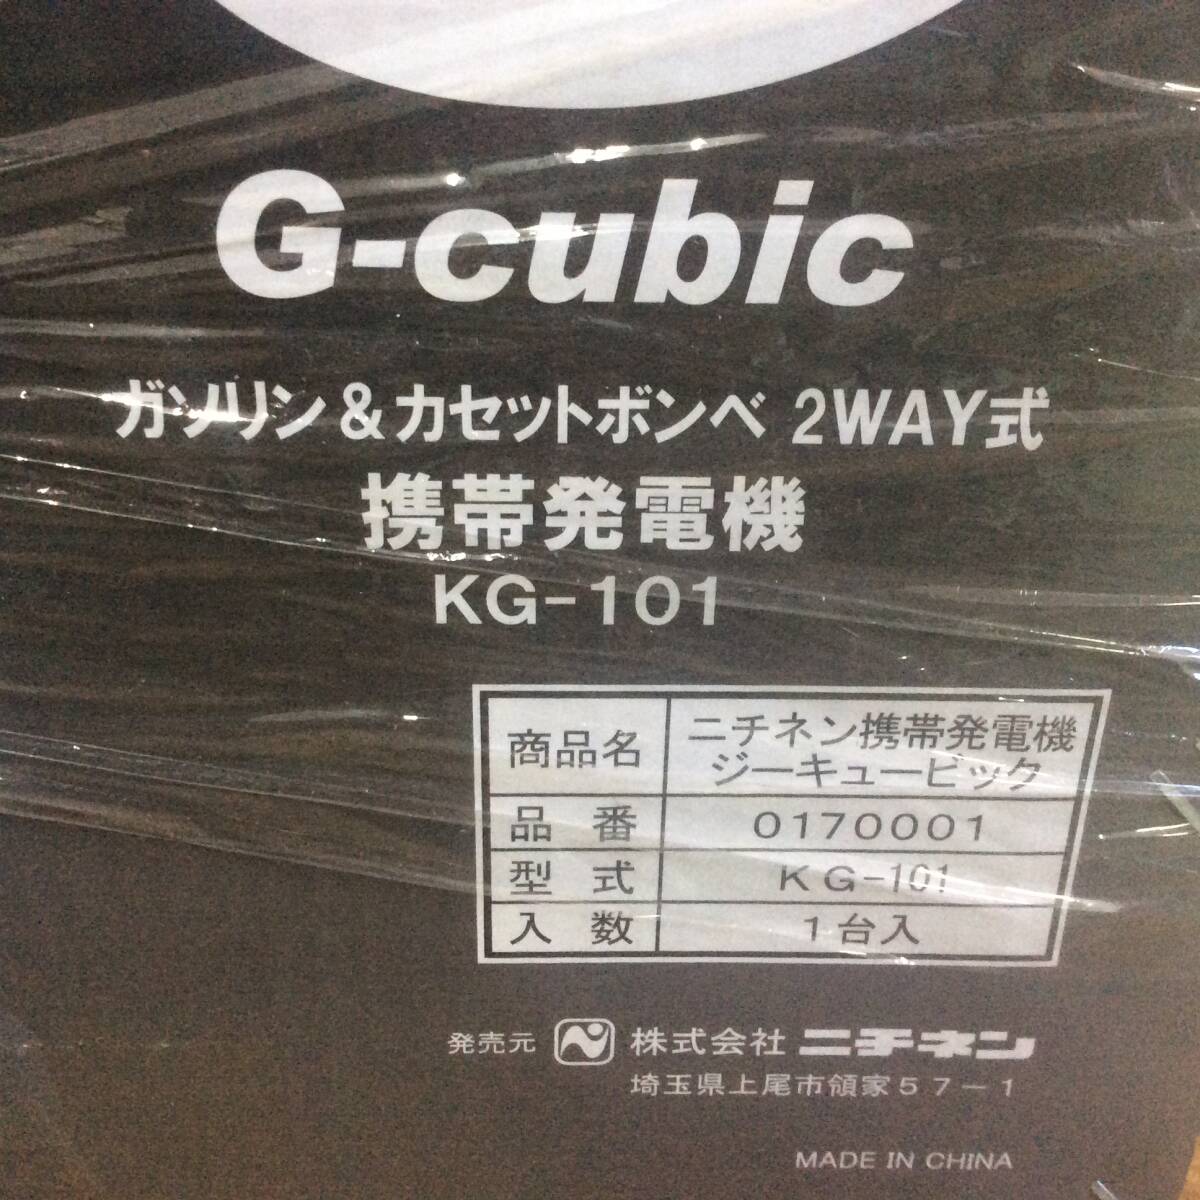 G-cubic
ガソリン＆カセットボンベ 2WAY式
携帯発電機
KG-101
商品名 ニチネン携帯発電機
ジーキュービック
品番 0170001
型式 KG-101
入数 1台入
発売元 株式会社 ニチネン
埼玉県上尾市領家57-1
MADE IN CHINA